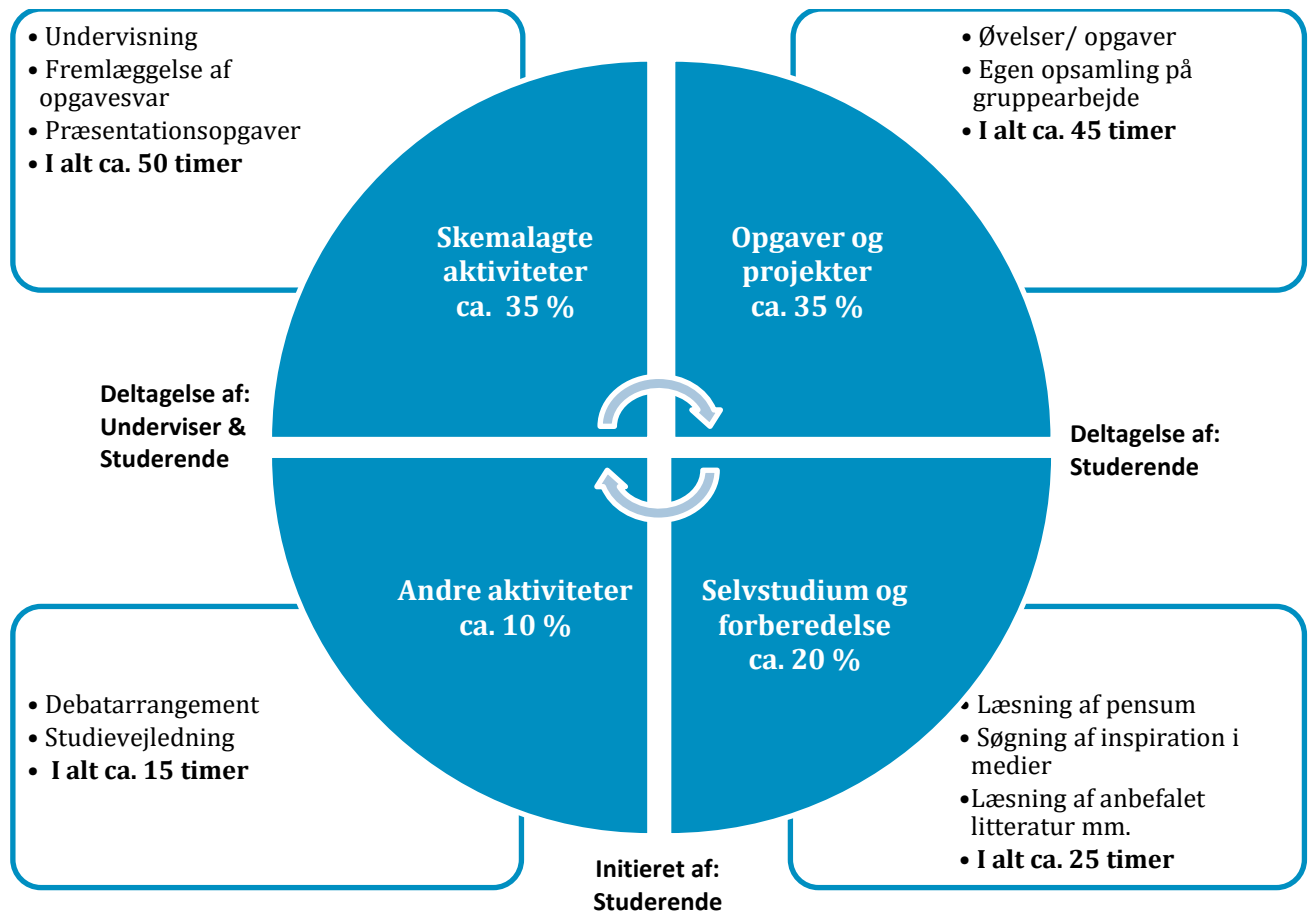 • Undervisning
• Fremlæggelse af
opgavesvar
• Præsentationsopgaver
• I alt ca. 50 timer
• Øvelser/ opgaver
• Egen opsamling på
gruppearbejde
• I alt ca. 45 timer
Skemalagte
aktiviteter
ca. 35 %
Opgaver og
projekter
ca. 35 %
Deltagelse af:
Underviser &
Studerende
Deltagelse af:
Studerende
Andre aktiviteter
ca. 10 %
Selvstudium og
forberedelse
ca. 20 %
• Debatarrangement
• Studievejledning
• I alt ca. 15 timer
• Læsning af pensum
• Søgning af inspiration i
medier
•Læsning af anbefalet
litteratur mm.
• I alt ca. 25 timer
Initieret af:
Studerende